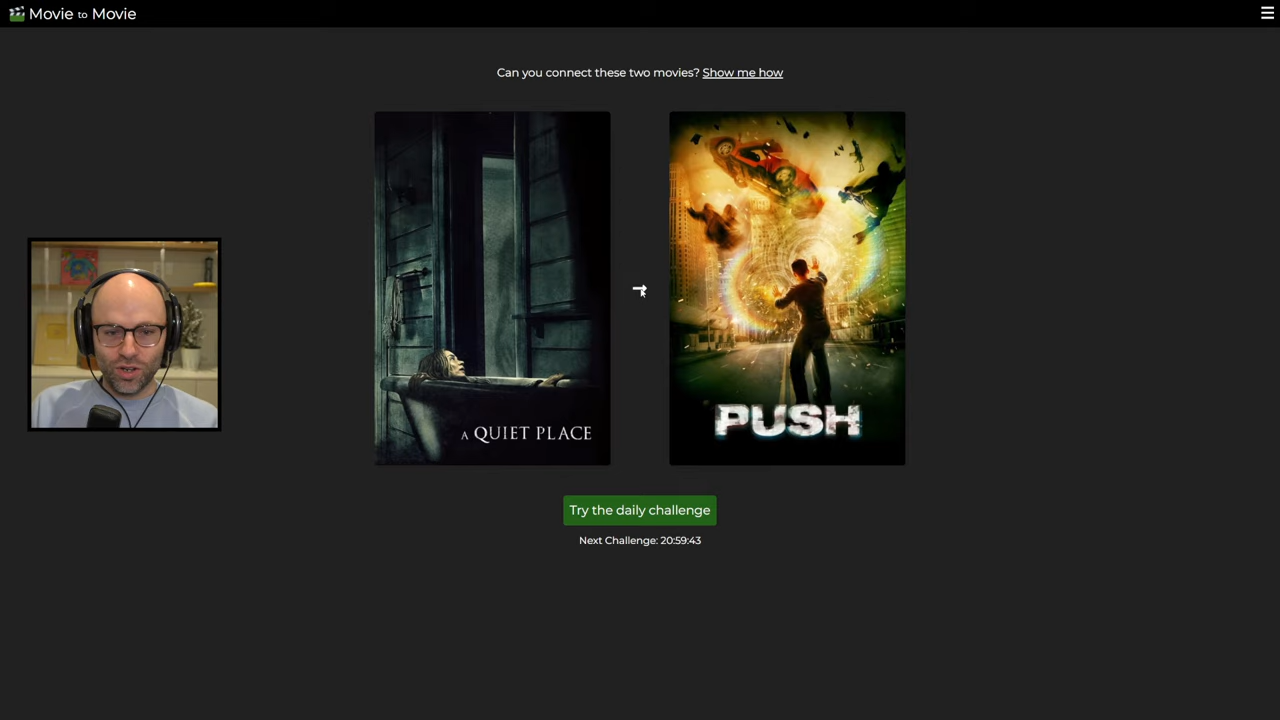 Movie to Movie
Can you connect these two movies? Show me how
A QUIET PLACE
PUSH
Try the daily challenge
Next Challenge: 20:59:43